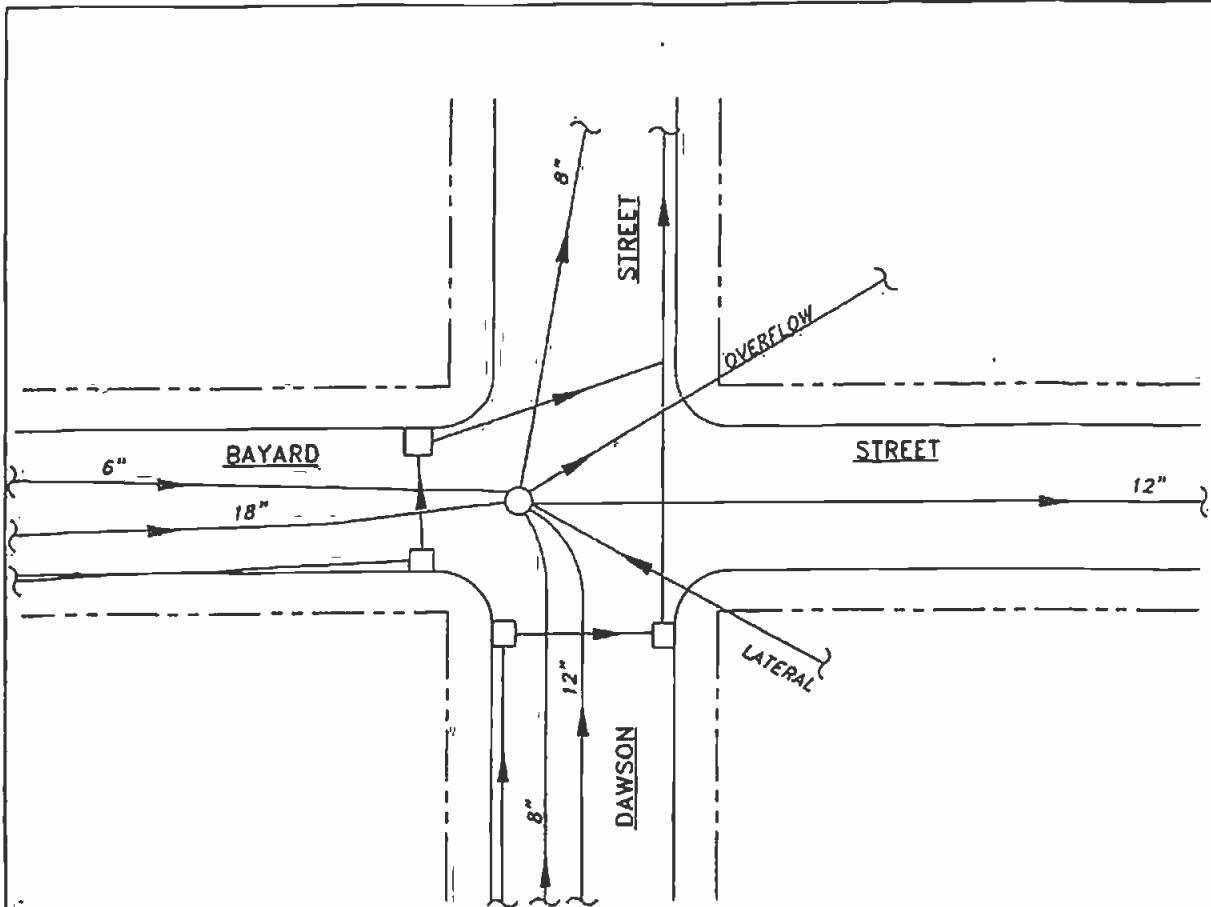 8"
STREET
OVERFLOW
BAYARD
STREET
6"
18"
12"
LATERAL
12"
DAWSON
8"